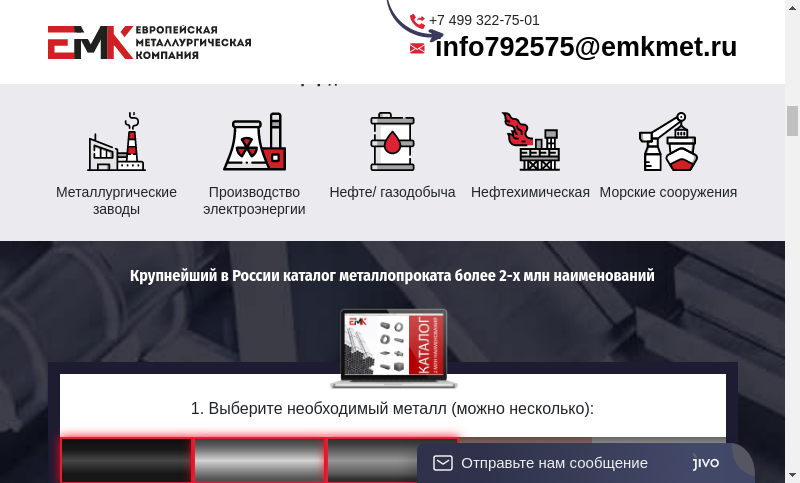 ЕВРОПЕЙСКАЯ
МЕТАЛЛУРГИЧЕСКАЯ
КОМПАНИЯ
EMK
+7 499 322-75-01
info792575@emkmet.ru
Металлургические
заводы
Производство
электроэнергии
Нефте/ газодобыча
Нефтехимическая
Морские сооружения
Крупнейший в России каталог металлопроката более 2-х млн наименований
EMK
КАТАЛОГ
1. Выберите необходимый металл (можно несколько):
Отправьте нам сообщение
jivo